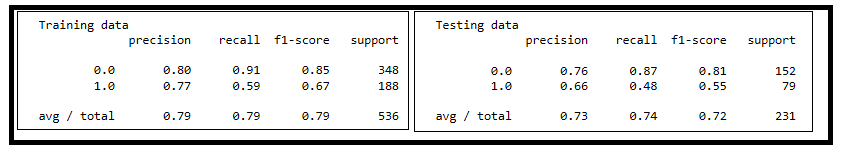 Training data
precision recall f1-score support
0.0 0.80 0.91 0.85 348
1.0 0.77 0.59 0.67 188
avg / total 0.79 0.79 0.79 536
Testing data
precision recall f1-score support
0.0 0.76 0.87 0.81 152
1.0 0.66 0.48 0.55 79
avg / total 0.73 0.74 0.72 231